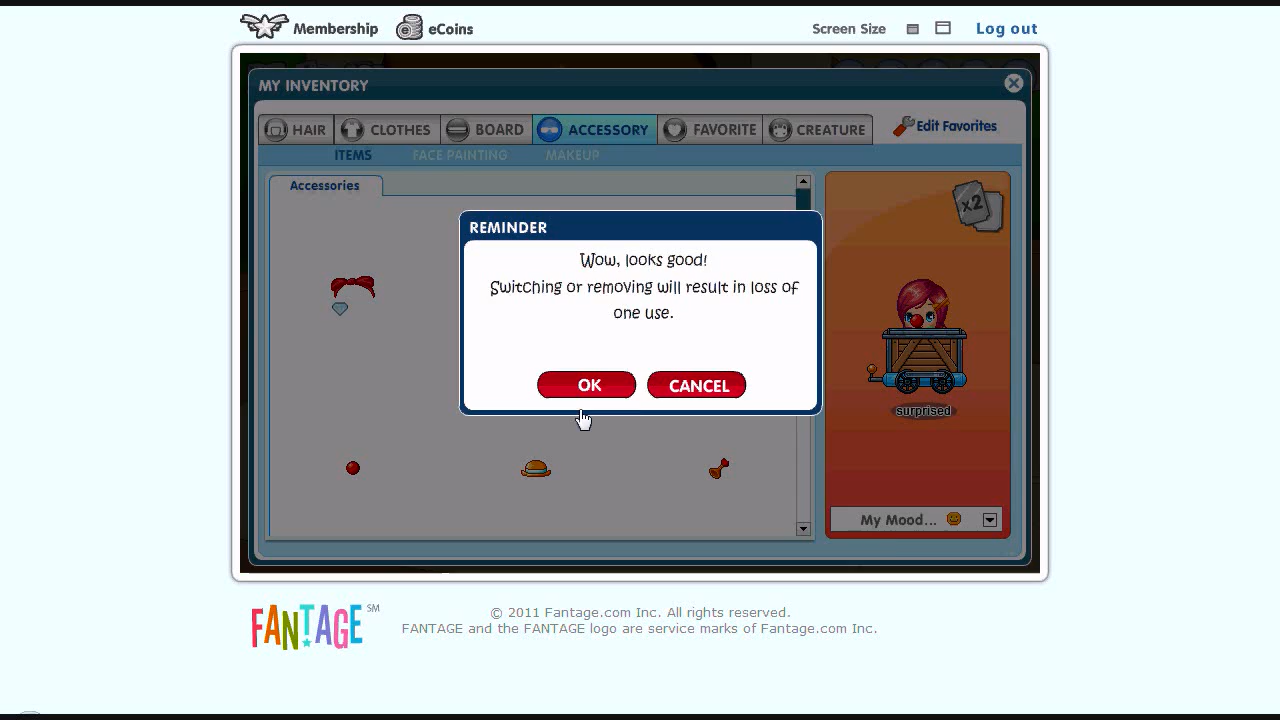 Membership
eCoins
Screen Size
Log out
MY INVENTORY
HAIR
CLOTHES
BOARD
ACCESSORY
FAVORITE
CREATURE
Edit Favorites
ITEMS
FACE PAINTING
MAKEUP
Accessories
x2
REMINDER
Wow, looks good!
Switching or removing will result in loss of
one use.
OK
CANCEL
surprised
My Mood...
FANTAGE SM
© 2011 Fantage.com Inc. All rights reserved.
FANTAGE and the FANTAGE logo are service marks of Fantage.com Inc.